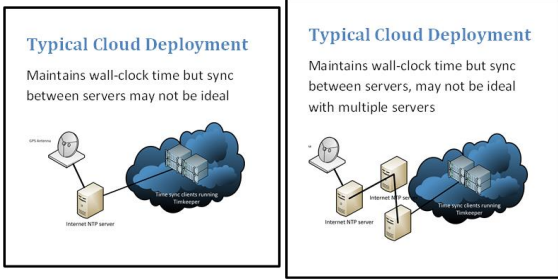 Typical Cloud Deployment
Maintains wall-clock time but sync
between servers may not be ideal
GPS Antenna
Time sync clients running
Timekeeper
Internet NTP server
Typical Cloud Deployment
Maintains wall-clock time but sync
between servers, may not be ideal
with multiple servers
Internet NTP ser
Time sync clients running
Timekeeper
Internet NTP server